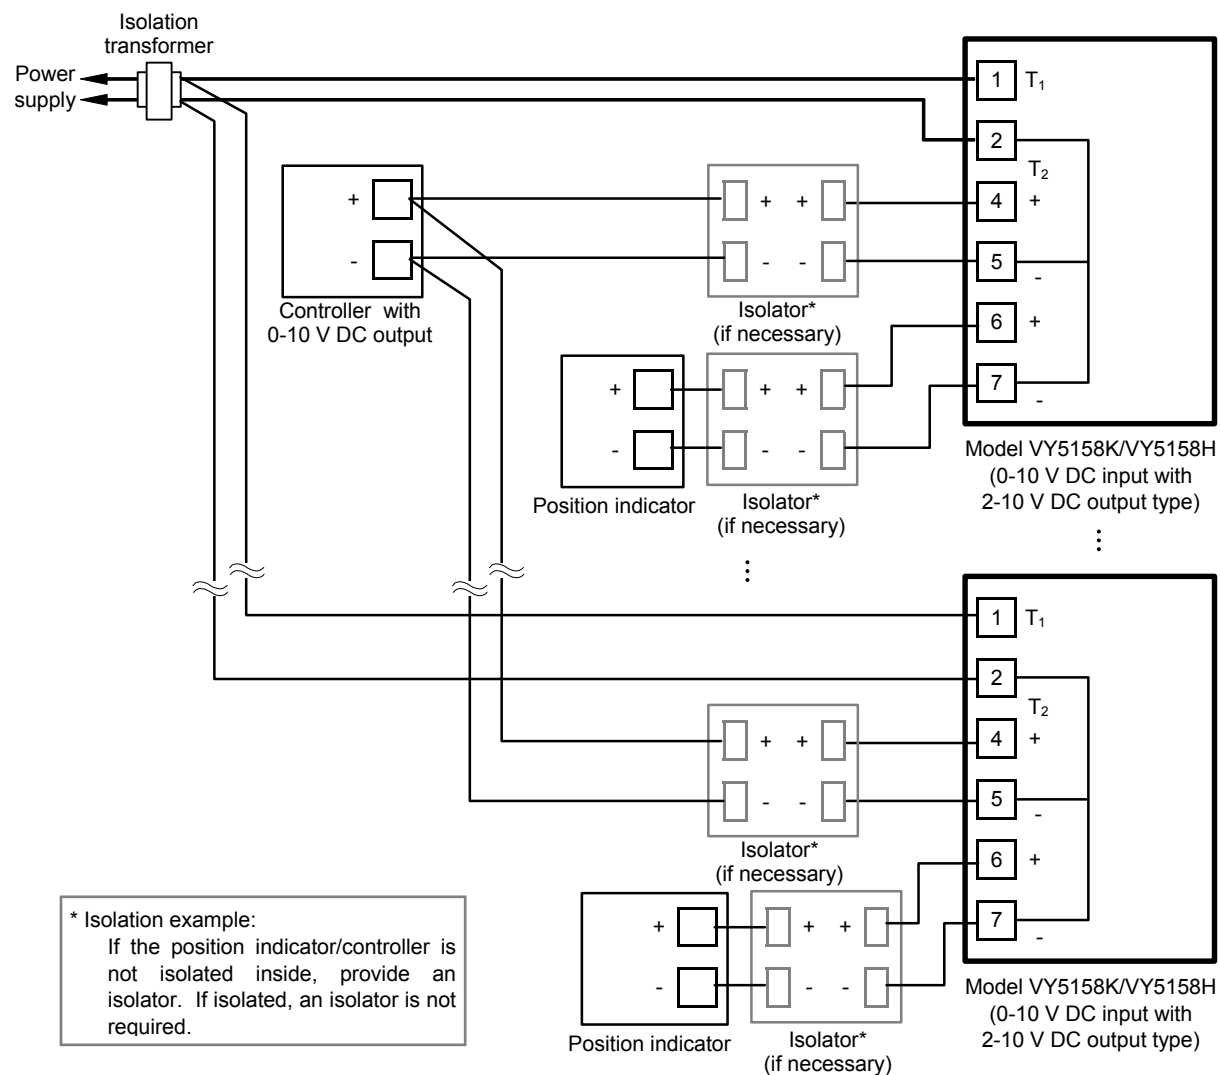 Isolation
transformer
Power
supply
1 T₁
2
T₂
+ + + 4 +
- - - 5 -
Controller with
0-10 V DC output
Isolator*
(if necessary)
6 +
+ + + 7 -
- - -
Position indicator
Isolator*
(if necessary)
Model VY5158K/VY5158H
(0-10 V DC input with
2-10 V DC output type)
⋮
⋮
1 T₁
2
T₂
+ + 4 +
- - 5 -
Isolator*
(if necessary)
6 +
+ + + 7 -
- - -
Position indicator
Isolator*
(if necessary)
Model VY5158K/VY5158H
(0-10 V DC input with
2-10 V DC output type)
* Isolation example:
If the position indicator/controller is
not isolated inside, provide an
isolator. If isolated, an isolator is not
required.